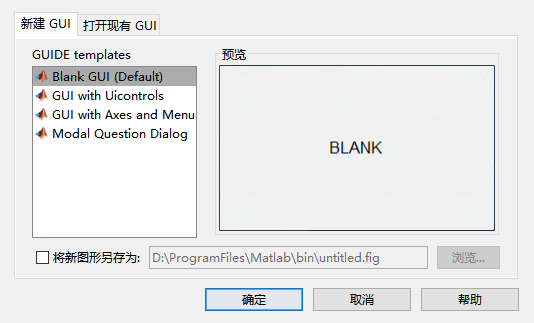 新建 GUI
打开现有 GUI
GUIDE templates
Blank GUI (Default)
GUI with Uicontrols
GUI with Axes and Menu
Modal Question Dialog
预览
BLANK
将新图形另存为:
D:\ProgramFiles\Matlab\bin\untitled.fig
浏览...
确定
取消
帮助